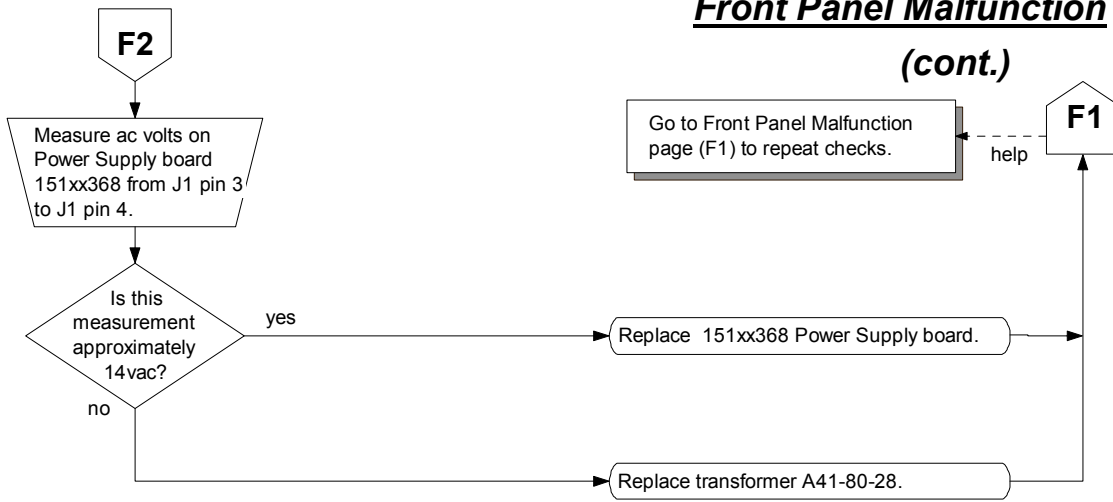 Front Panel Malfunction
(cont.)
F2
Measure ac volts on
Power Supply board
151xx368 from J1 pin 3
to J1 pin 4.
Go to Front Panel Malfunction
page (F1) to repeat checks.
help
F1
Is this
measurement
approximately
14vac?
yes
Replace 151xx368 Power Supply board.
no
Replace transformer A41-80-28.